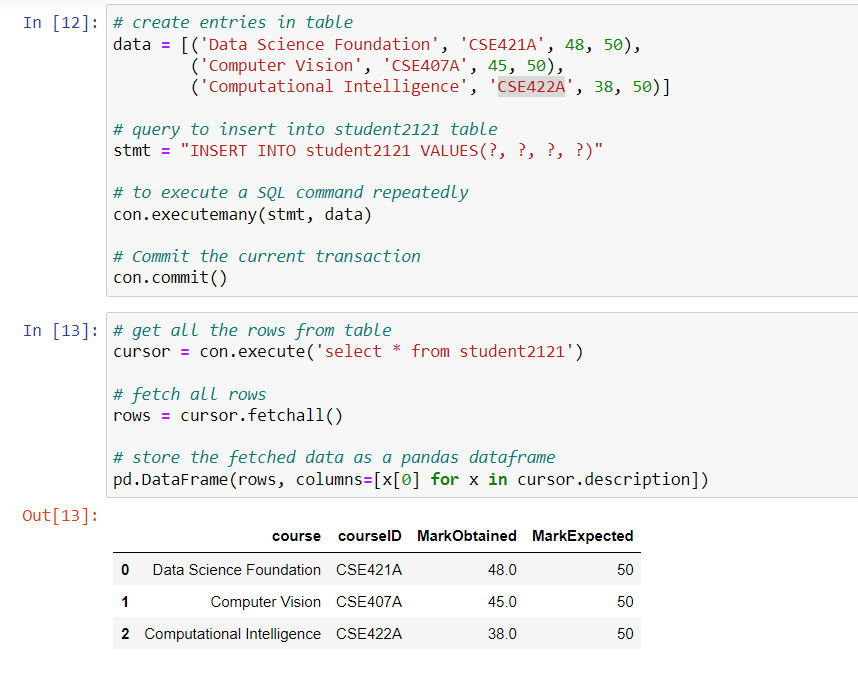 In [12]: # create entries in table
data = [('Data Science Foundation', 'CSE421A', 48, 50),
('Computer Vision', 'CSE407A', 45, 50),
('Computational Intelligence', 'CSE422A', 38, 50)]
# query to insert into student2121 table
stmt = "INSERT INTO student2121 VALUES(?, ?, ?, ?)"
# to execute a SQL command repeatedly
con.executemany(stmt, data)
# Commit the current transaction
con.commit()
In [13]: # get all the rows from table
cursor = con.execute('select * from student2121')
# fetch all rows
rows = cursor.fetchall()
# store the fetched data as a pandas dataframe
pd.DataFrame(rows, columns=[x[0] for x in cursor.description])
Out[13]:
course courseID MarkObtained MarkExpected
0 Data Science Foundation CSE421A 48.0 50
1 Computer Vision CSE407A 45.0 50
2 Computational Intelligence CSE422A 38.0 50